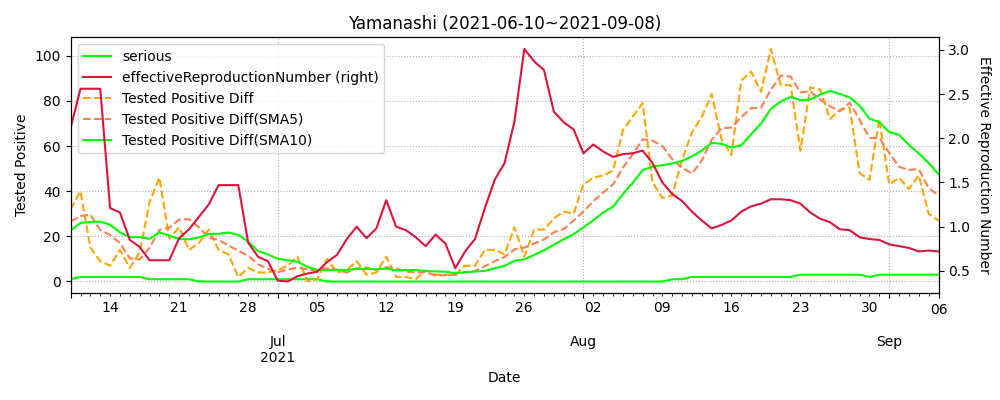 Yamanashi (2021-06-10~2021-09-08)
serious
effectiveReproductionNumber (right)
Tested Positive Diff
Tested Positive Diff(SMA5)
Tested Positive Diff(SMA10)
Tested Positive
100
80
60
40
20
0
3.0
2.5
2.0
1.5
1.0
0.5
Effective Reproduction Number
14 21 28 05 12 19 26 02 09 16 23 30 06
Jul Aug Sep
2021
Date